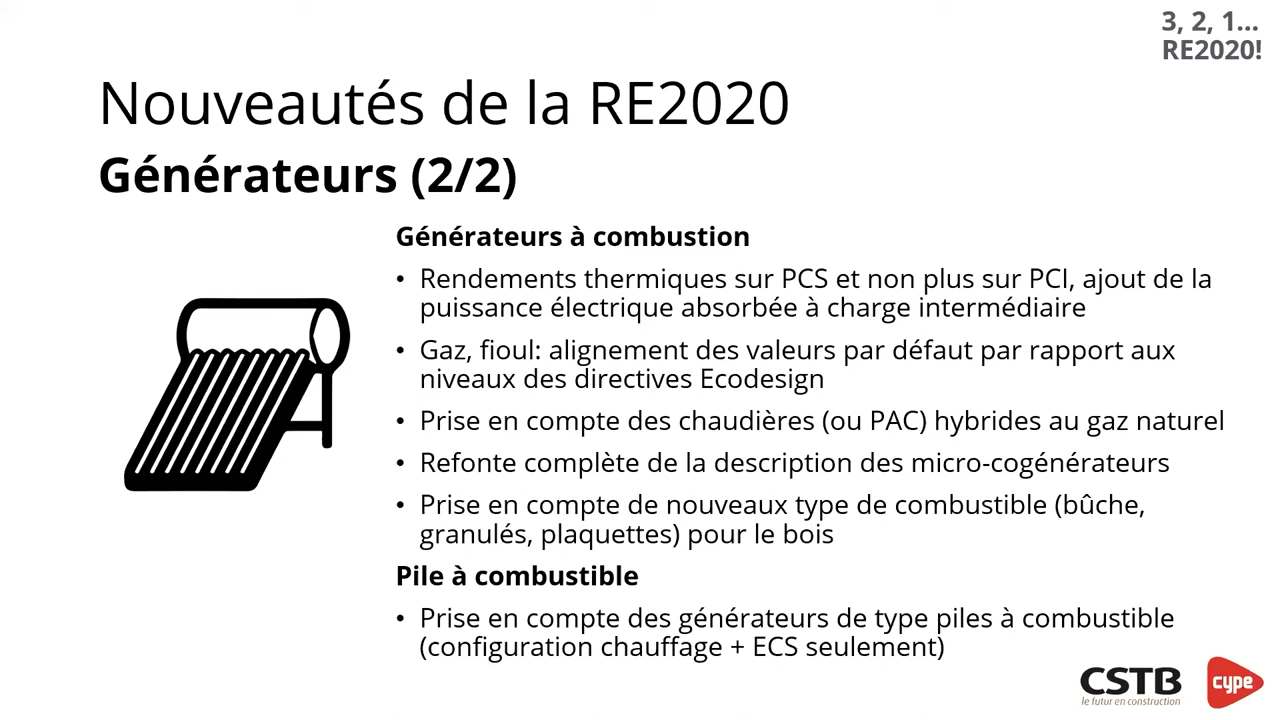 3, 2, 1...
RE2020!
Nouveautés de la RE2020
Générateurs (2/2)
Générateurs à combustion
• Rendements thermiques sur PCS et non plus sur PCI, ajout de la
puissance électrique absorbée à charge intermédiaire
• Gaz, fioul: alignement des valeurs par défaut par rapport aux
niveaux des directives Ecodesign
• Prise en compte des chaudières (ou PAC) hybrides au gaz naturel
• Refonte complète de la description des micro-cogénérateurs
• Prise en compte de nouveaux type de combustible (bûche,
granulés, plaquettes) pour le bois
Pile à combustible
• Prise en compte des générateurs de type piles à combustible
(configuration chauffage + ECS seulement)
CSTB
le futur en construction
cype